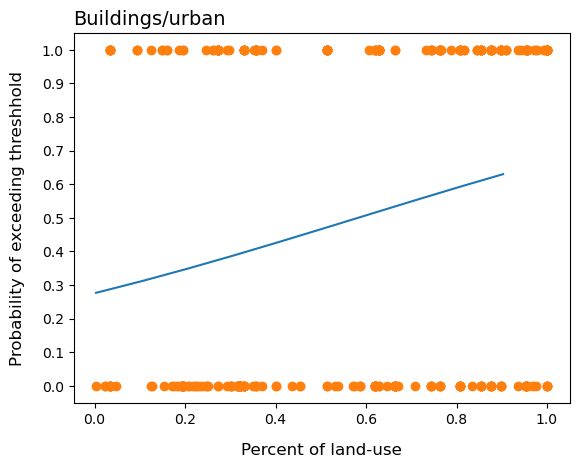 Buildings/urban
1.0
0.9
0.8
0.7
0.6
0.5
0.4
0.3
0.2
0.1
0.0
Probability of exceeding threshhold
0.0 0.2 0.4 0.6 0.8 1.0
Percent of land-use